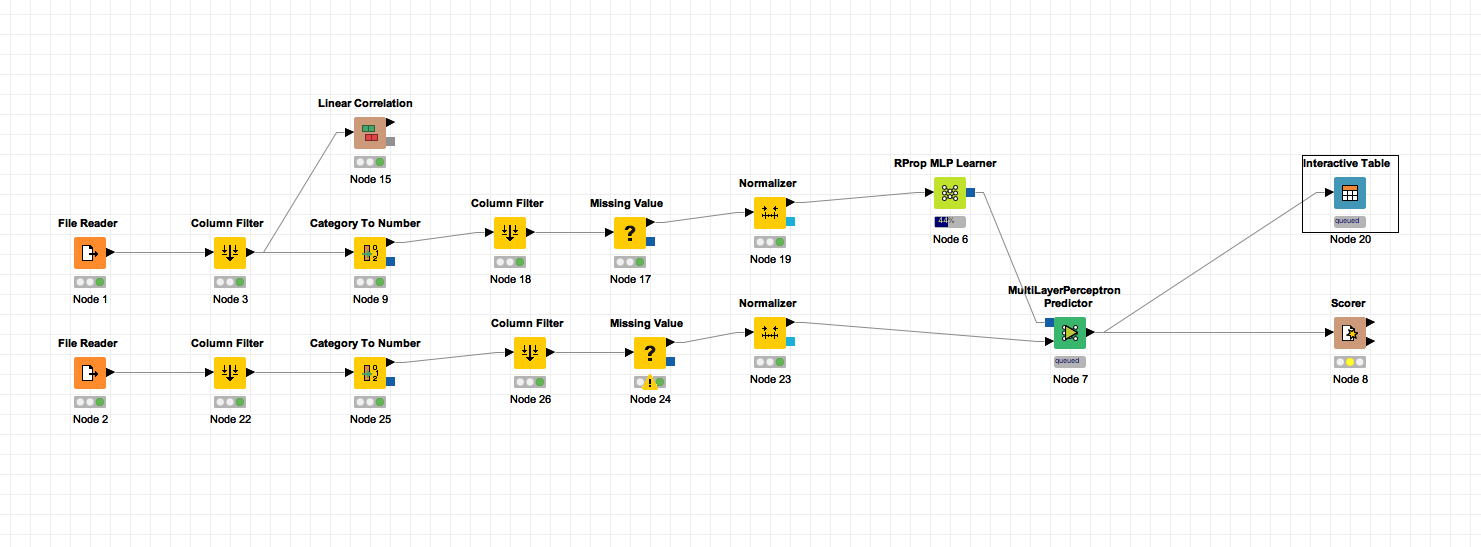 Linear Correlation
Node 15
RProp MLP Learner
44%
Node 6
Interactive Table
queued
Node 20
File Reader
Node 1
Column Filter
Node 3
Category To Number
Node 9
Column Filter
Node 18
Missing Value
?
Node 17
Normalizer
Node 19
MultiLayerPerceptron
Predictor
queued
Node 7
Scorer
Node 8
File Reader
Node 2
Column Filter
Node 22
Category To Number
Node 25
Column Filter
Node 26
Missing Value
?
Node 24
Normalizer
Node 23